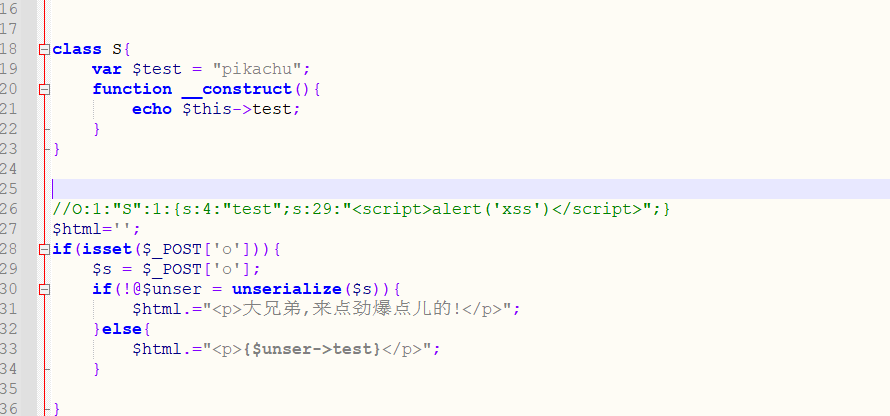 16
17
18 class S{
19     var $test = "pikachu";
20     function __construct(){
21         echo $this->test;
22     }
23 }
24
25
26 //O:1:"S":1:{s:4:"test";s:29:"<script>alert('xss')</script>";}
27 $html='';
28 if(isset($_POST['o'])){
29     $s = $_POST['o'];
30     if(!@$unser = unserialize($s)){
31         $html.="<p>大兄弟,来点劲爆点儿的!</p>";
32     }else{
33         $html.="<p>{$unser->test}</p>";
34     }
35
36 }